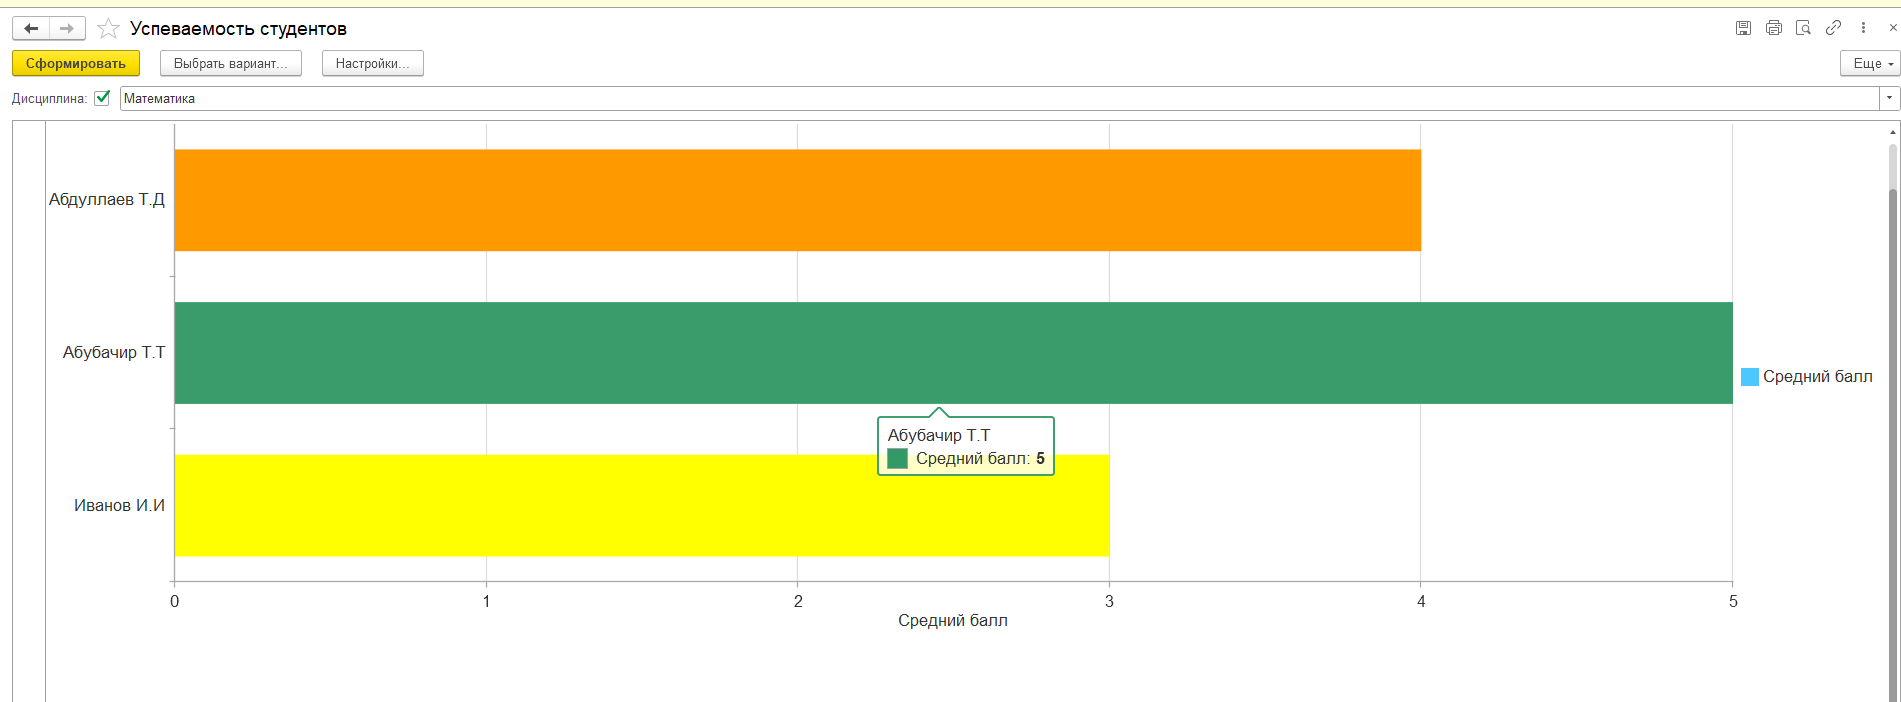 Успеваемость студентов
Сформировать
Выбрать вариант...
Настройки...
Еще
Дисциплина:
Математика
Абдуллаев Т.Д
Абубачир Т.Т
Средний балл
Абубачир Т.Т
Средний балл: 5
Иванов И.И
0 1 2 3 4 5
Средний балл